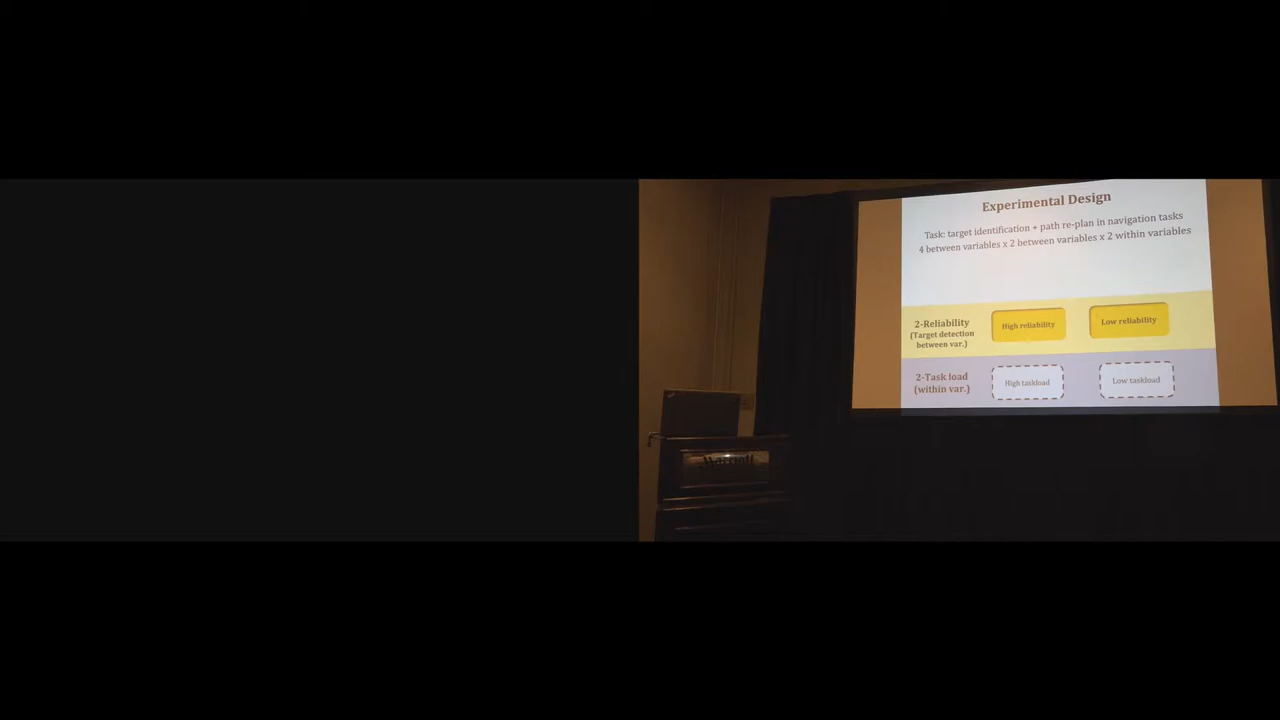 Experimental Design
Task: target identification + path re-plan in navigation tasks
4 between variables x 2 between variables x 2 within variables
2-Reliability
(Target detection
between var.)
High reliability
Low reliability
2-Task load
(within var.)
High taskload
Low taskload
Marriott